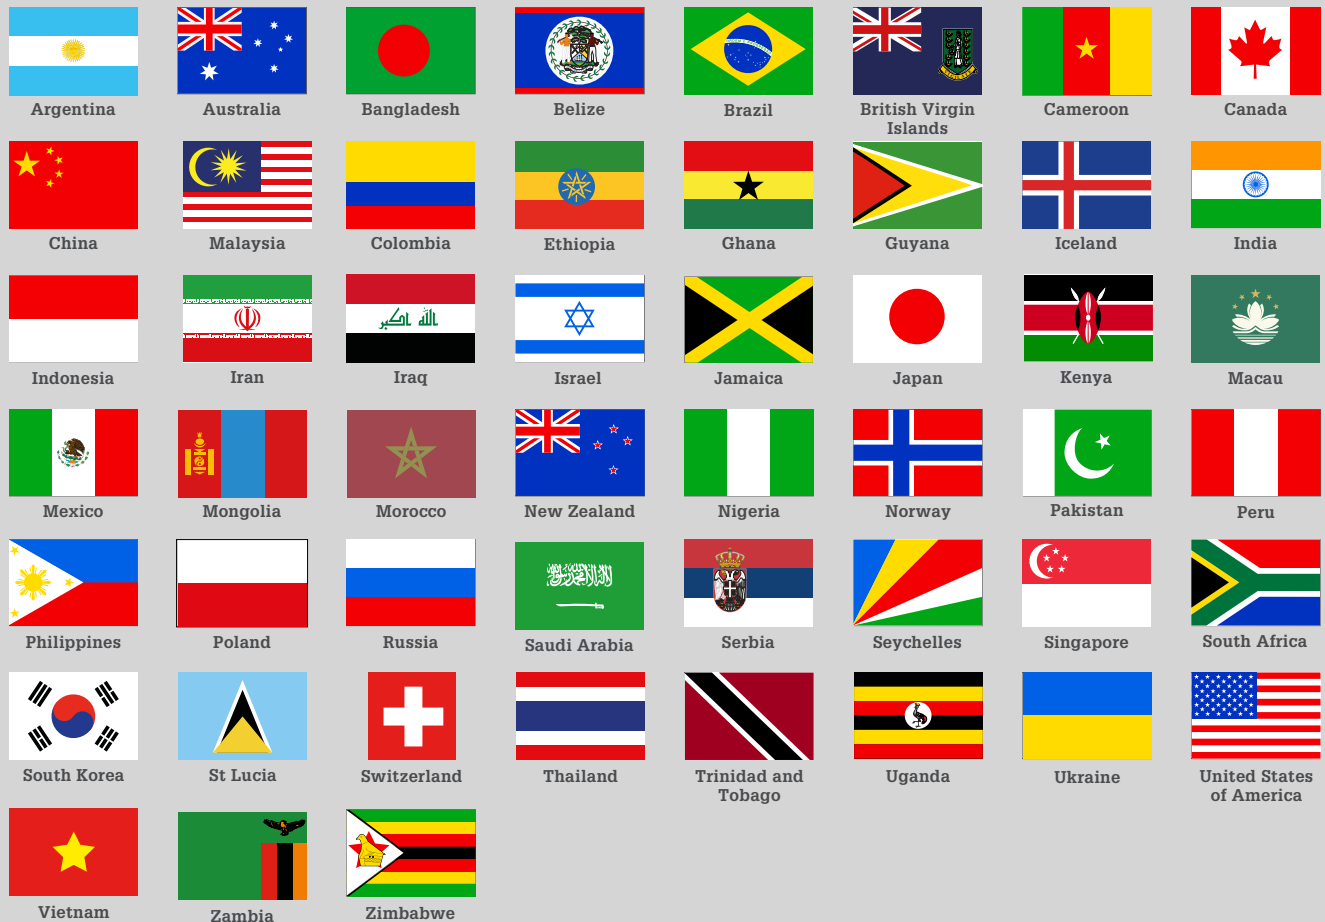 Argentina
Australia
Bangladesh
Belize
Brazil
British Virgin
Islands
Cameroon
Canada
China
Malaysia
Colombia
Ethiopia
Ghana
Guyana
Iceland
India
Indonesia
Iran
الله اكبر
Iraq
Israel
Jamaica
Japan
Kenya
Macau
Mexico
Mongolia
Morocco
New Zealand
Nigeria
Norway
Pakistan
Peru
Philippines
Poland
Russia
Saudi Arabia
Serbia
Seychelles
Singapore
South Africa
South Korea
St Lucia
Switzerland
Thailand
Trinidad and
Tobago
Uganda
Ukraine
United States
of America
Vietnam
Zambia
Zimbabwe